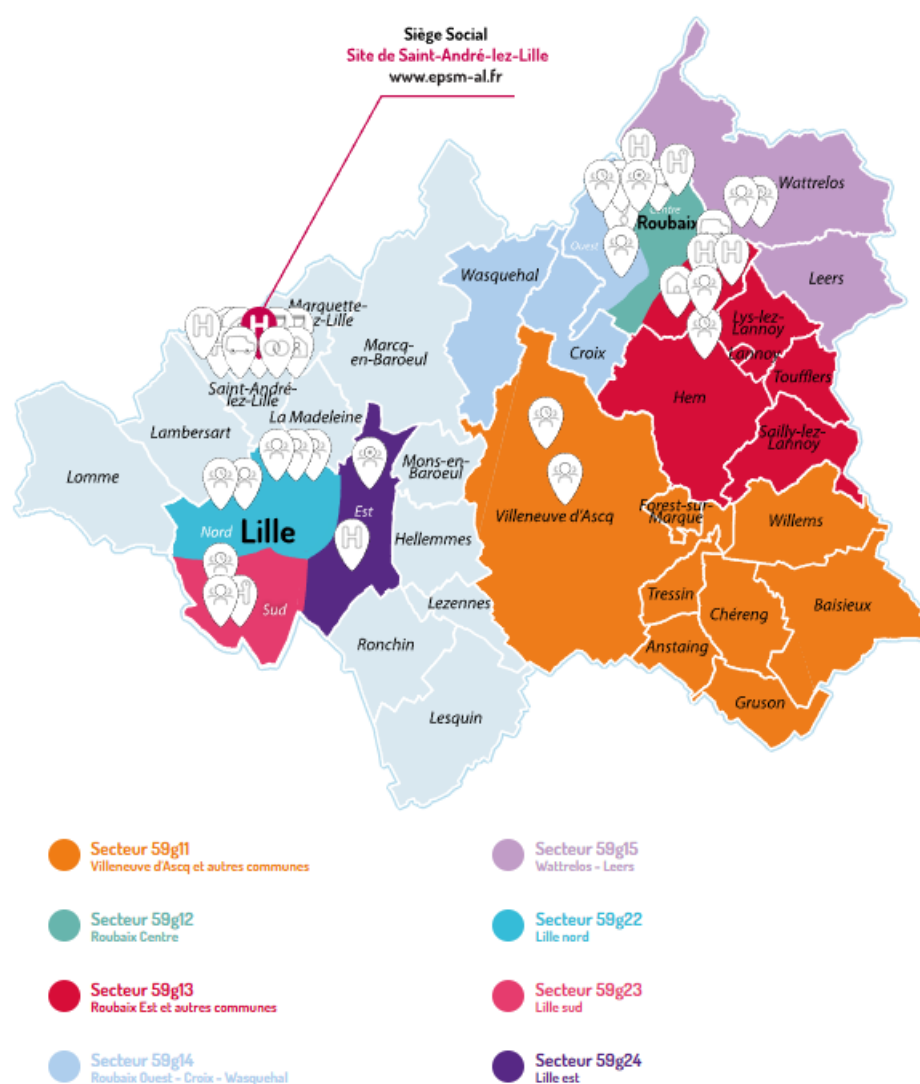 Siège Social
Site de Saint-André-lez-Lille
www.epsm-al.fr
Wattrelos
Centre
Roubaix
Ouest
Wasquehal
Leers
Marquette-
ez-Lille
Lys-lez-
Lannoy
Marcq-
en-Baroeul
Croix
Lannoy
Toufflers
Saint-André-
lez-Lille
Hem
La Madeleine
Lambersart
Sailly-lez-
Lannoy
Mons-en-
Baroeul
Lomme
Forest-sur-
Marque
Villeneuve d'Ascq
Willems
Est
Nord
Lille
Hellemmes
Tressin
Lezennes
Baisieux
Sud
Chéreng
Ronchin
Anstaing
Gruson
Lesquin
Secteur 59g11
Villeneuve d'Ascq et autres communes
Secteur 59g12
Roubaix Centre
Secteur 59g13
Roubaix Est et autres communes
Secteur 59g14
Roubaix Ouest - Croix - Wasquehal
Secteur 59g15
Wattrelos - Leers
Secteur 59g22
Lille nord
Secteur 59g23
Lille sud
Secteur 59g24
Lille est